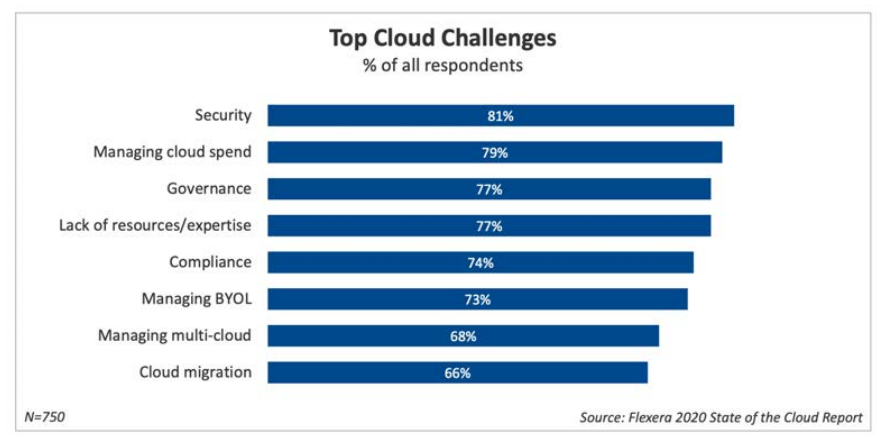 Top Cloud Challenges
% of all respondents
Security 81%
Managing cloud spend 79%
Governance 77%
Lack of resources/expertise 77%
Compliance 74%
Managing BYOL 73%
Managing multi-cloud 68%
Cloud migration 66%
N=750 Source: Flexera 2020 State of the Cloud Report